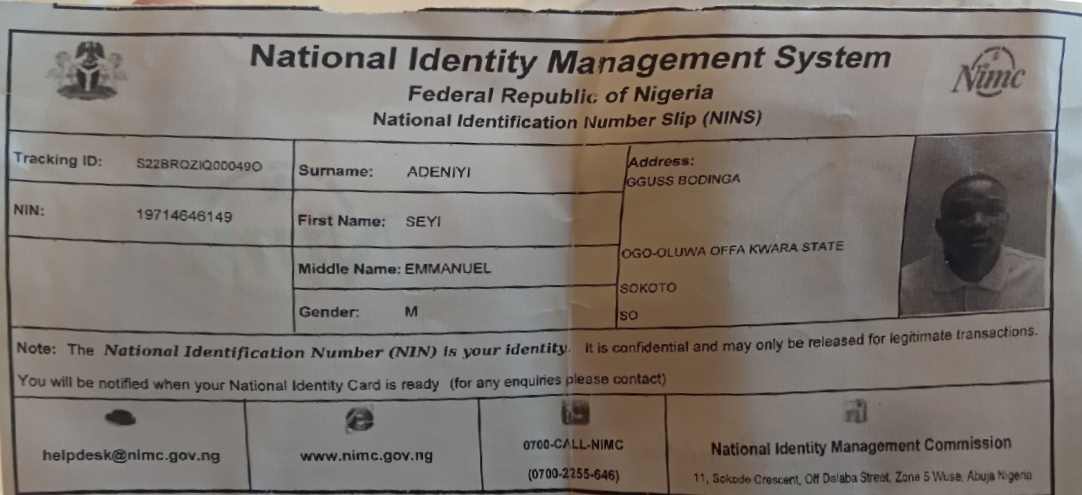 National Identity Management System
Federal Republic of Nigeria
National Identification Number Slip (NINS)
Nimc
Tracking ID: S22BRQZIQ00049O
Surname: ADENIYI
Address:
GGUSS BODINGA
NIN: 19714646149
First Name: SEYI
OGO-OLUWA OFFA KWARA STATE
Middle Name: EMMANUEL
SOKOTO
Gender: M
SO
Note: The National Identification Number (NIN) is your identity. It is confidential and may only be released for legitimate transactions.
You will be notified when your National Identity Card is ready (for any enquiries please contact)
helpdesk@nimc.gov.ng
www.nimc.gov.ng
0700-CALL-NIMC
(0700-2255-646)
National Identity Management Commission
11, Sokode Crescent, Off Dalaba Street, Zone 5 Wuse, Abuja Nigeria